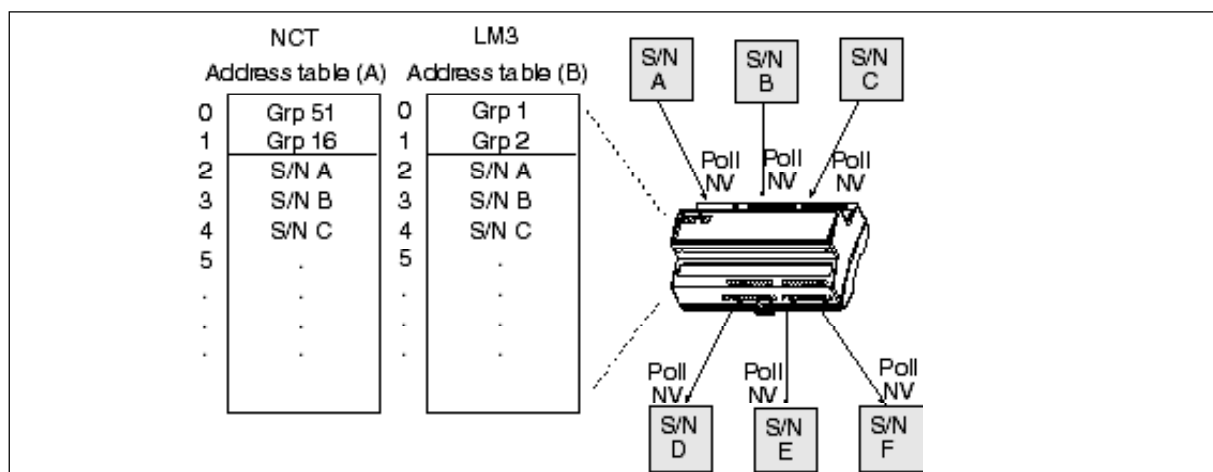 NCT
Address table (A)
0 Grp 51
1 Grp 16
2 S/N A
3 S/N B
4 S/N C
5 .
. .
. .
. .
LM3
Address table (B)
0 Grp 1
1 Grp 2
2 S/N A
3 S/N B
4 S/N C
5 .
. .
. .
. .
S/N
A
S/N
B
S/N
C
Poll
NV
Poll
NV
Poll
NV
Poll
NV
Poll
NV
Poll
NV
S/N
D
S/N
E
S/N
F